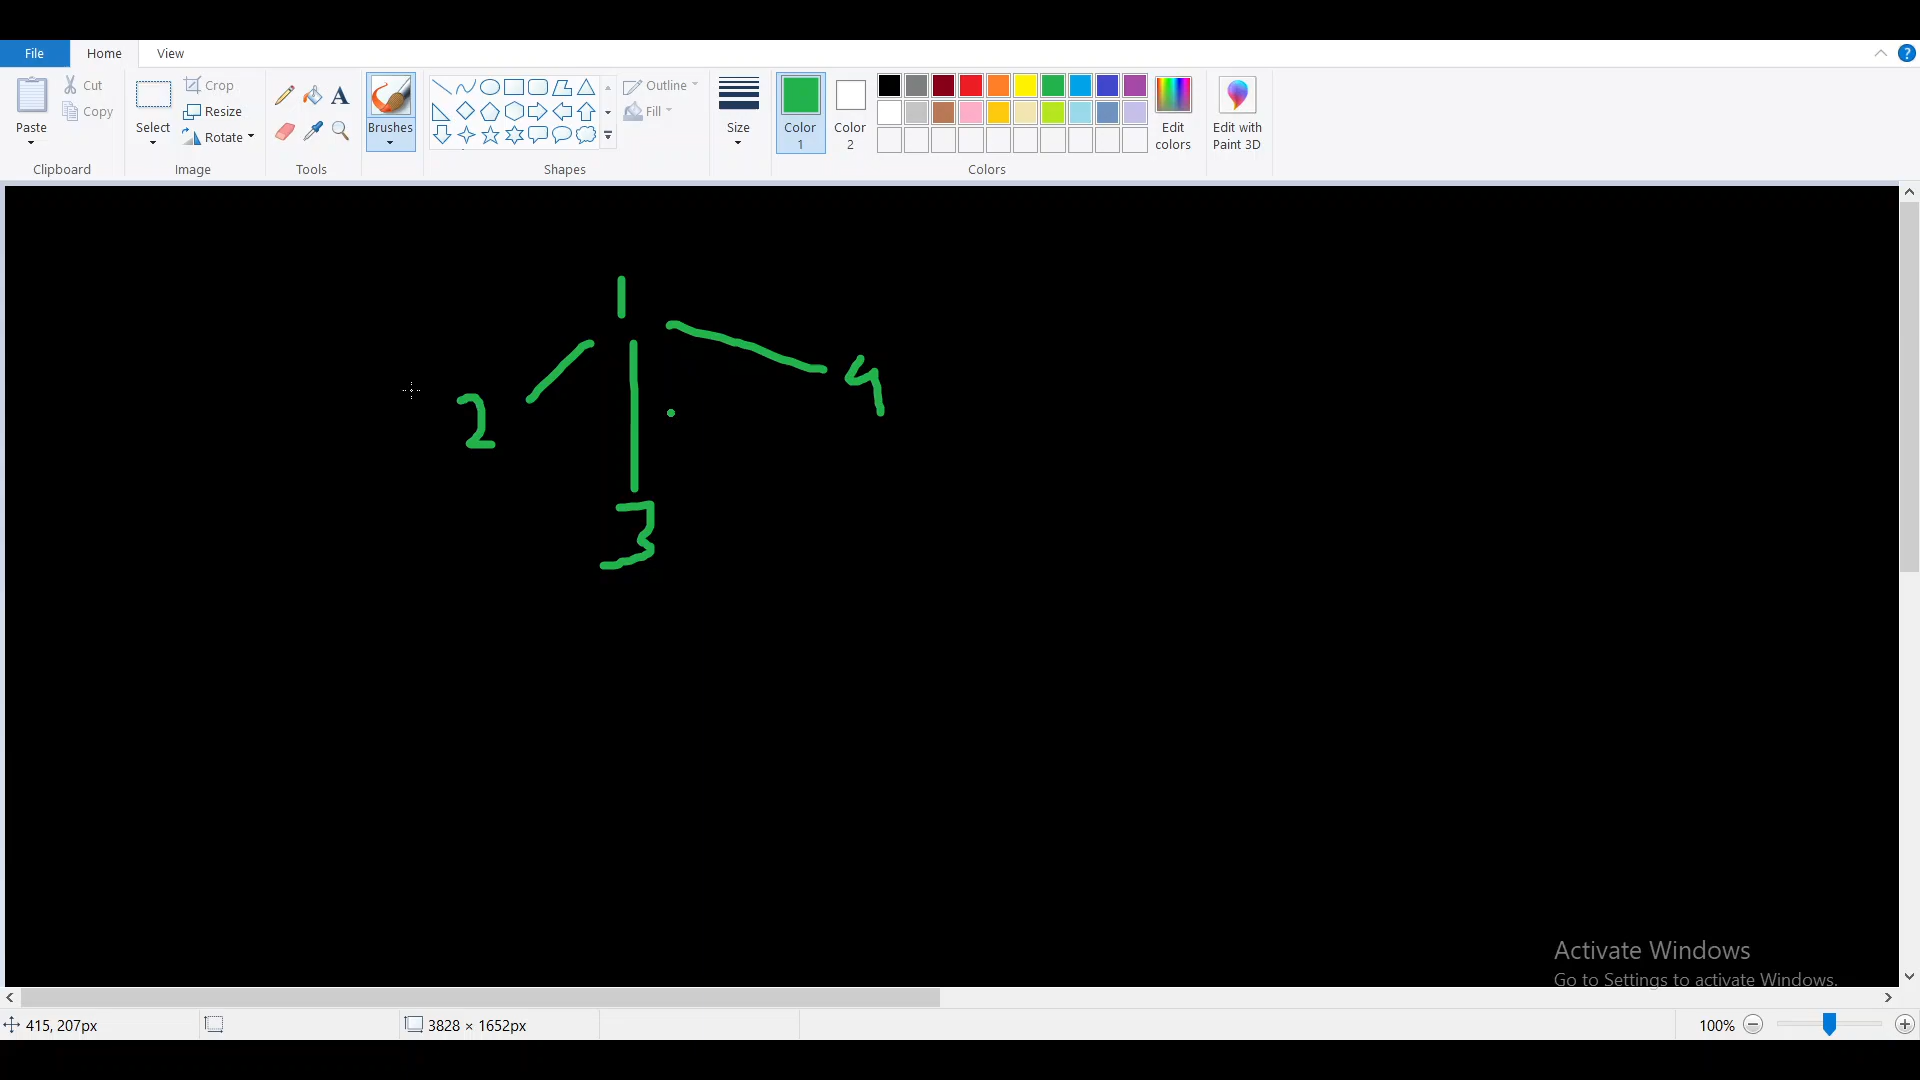 File Home View
Cut
Copy
Paste
Clipboard
Select
Crop
Resize
Rotate
Image
A
Tools
Brushes
Shapes
Outline
Fill
Size
Color 1
Color 2
Colors
Edit colors
Edit with Paint 3D
?
1
2
4
3
Activate Windows
Go to Settings to activate Windows.
415, 207px
3828 × 1652px
100%